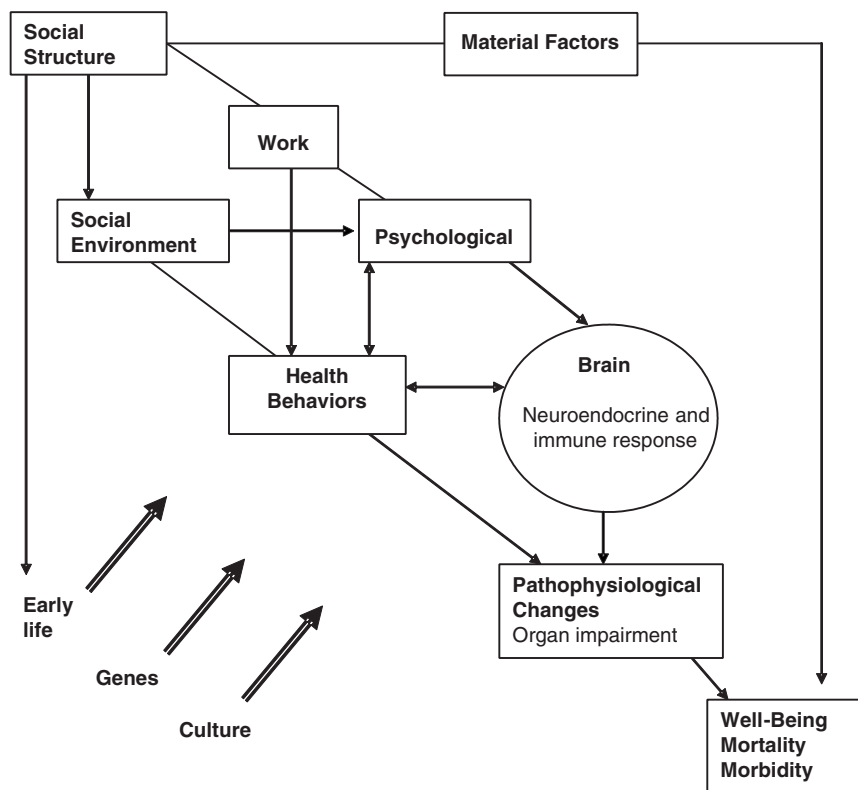 Social
Structure
Material Factors
Work
Social
Environment
Psychological
Health
Behaviors
Brain
Neuroendocrine and
immune response
Early
life
Genes
Culture
Pathophysiological
Changes
Organ impairment
Well-Being
Mortality
Morbidity